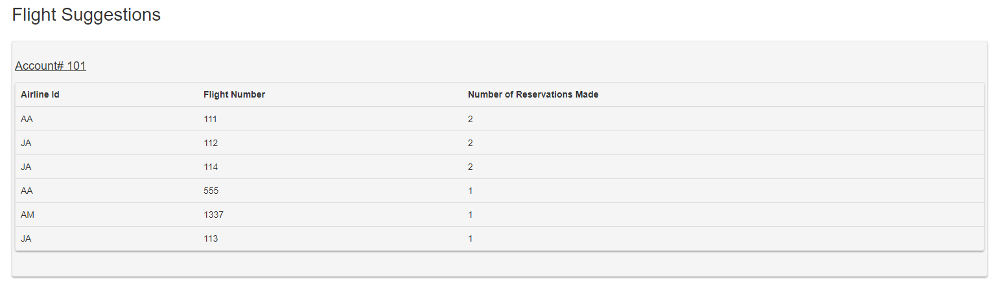 Flight Suggestions
Account# 101
Airline Id Flight Number Number of Reservations Made
AA 111 2
JA 112 2
JA 114 2
AA 555 1
AM 1337 1
JA 113 1